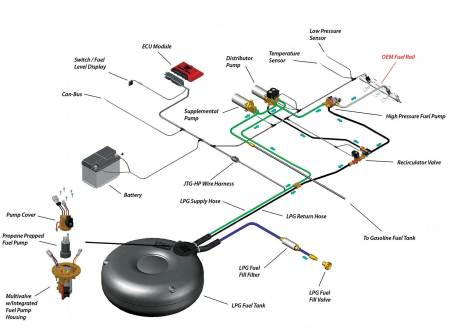 Low Pressure
Sensor
ECU Module
Distributor
Pump
Temperature
Sensor
OEM Fuel Rail
Switch / Fuel
Level Display
Can-Bus
Supplemental
Pump
High Pressure Fuel Pump
Recirculator Valve
JTG-HP Wire Harness
Battery
LPG Supply Hose
Pump Cover
LPG Return Hose
To Gasoline Fuel Tank
Propane Prepped
Fuel Pump
LPG Fuel
Fill Filter
LPG Fuel
Fill Valve
Multivalve
w/Integrated
Fuel Pump
Housing
LPG Fuel Tank